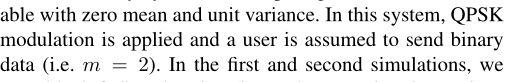 able with zero mean and unit variance. In this system, QPSK
modulation is applied and a user is assumed to send binary
data (i.e. m = 2). In the first and second simulations, we